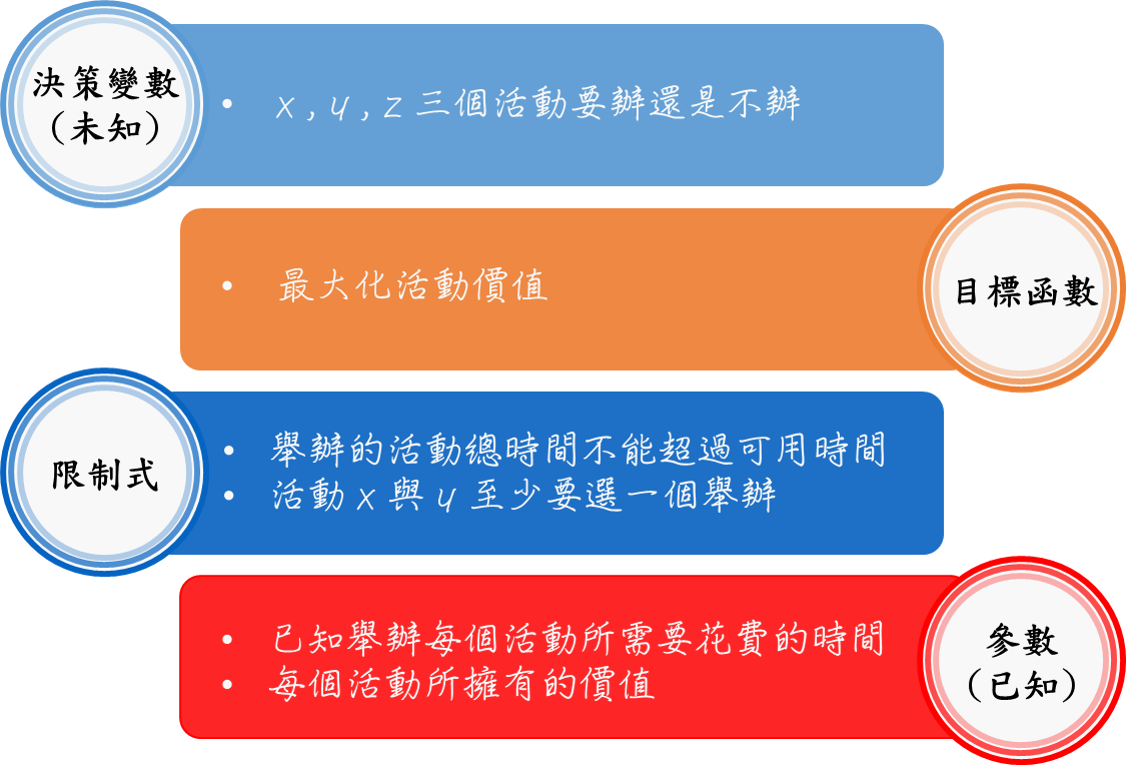 決策變數
（未知）
• x , y , z 三個活動要辦還是不辦
• 最大化活動價值
目標函數
限制式
• 舉辦的活動總時間不能超過可用時間
• 活動 x 與 y 至少要選一個舉辦
• 已知舉辦每個活動所需要花費的時間
• 每個活動所擁有的價值
參數
（已知）